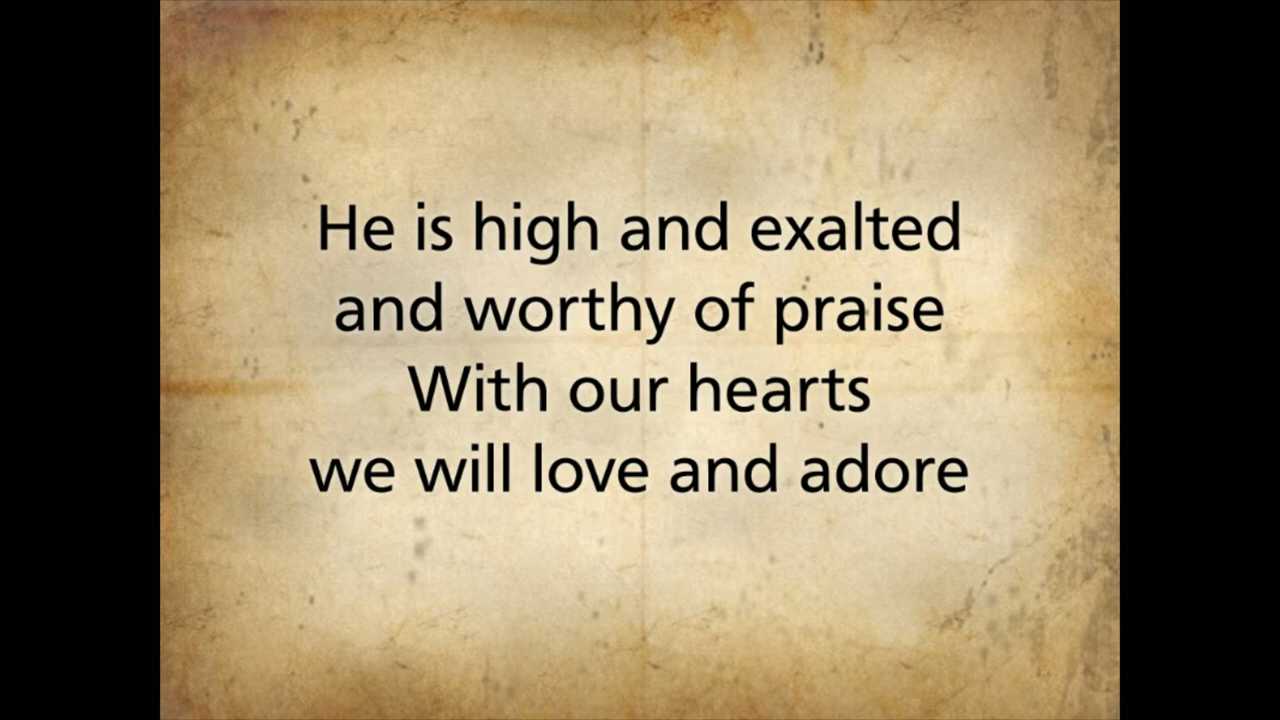 He is high and exalted
and worthy of praise
With our hearts
we will love and adore